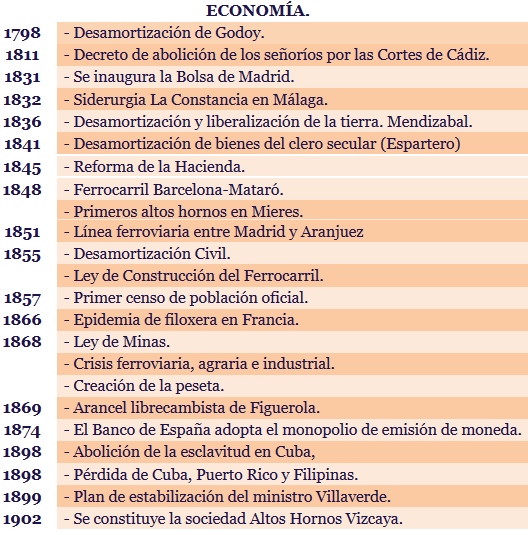 ECONOMÍA.
1798 - Desamortización de Godoy.
1811 - Decreto de abolición de los señoríos por las Cortes de Cádiz.
1831 - Se inaugura la Bolsa de Madrid.
1832 - Siderurgia La Constancia en Málaga.
1836 - Desamortización y liberalización de la tierra. Mendizabal.
1841 - Desamortización de bienes del clero secular (Espartero)
1845 - Reforma de la Hacienda.
1848 - Ferrocarril Barcelona-Mataró.
- Primeros altos hornos en Mieres.
1851 - Línea ferroviaria entre Madrid y Aranjuez
1855 - Desamortización Civil.
- Ley de Construcción del Ferrocarril.
1857 - Primer censo de población oficial.
1866 - Epidemia de filoxera en Francia.
1868 - Ley de Minas.
- Crisis ferroviaria, agraria e industrial.
- Creación de la peseta.
1869 - Arancel librecambista de Figuerola.
1874 - El Banco de España adopta el monopolio de emisión de moneda.
1898 - Abolición de la esclavitud en Cuba,
1898 - Pérdida de Cuba, Puerto Rico y Filipinas.
1899 - Plan de estabilización del ministro Villaverde.
1902 - Se constituye la sociedad Altos Hornos Vizcaya.